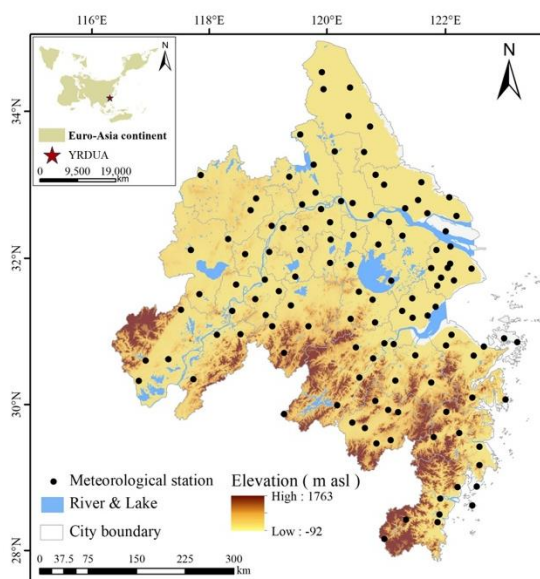 116°E 118°E 120°E 122°E
N
N
34°N
Euro-Asia continent
YRDUA
0 9,500 19,000
km
32°N
30°N
Meteorological station
River & Lake
City boundary
Elevation ( m asl )
High : 1763
Low : -92
28°N
0 37.5 75 150 225 300
km